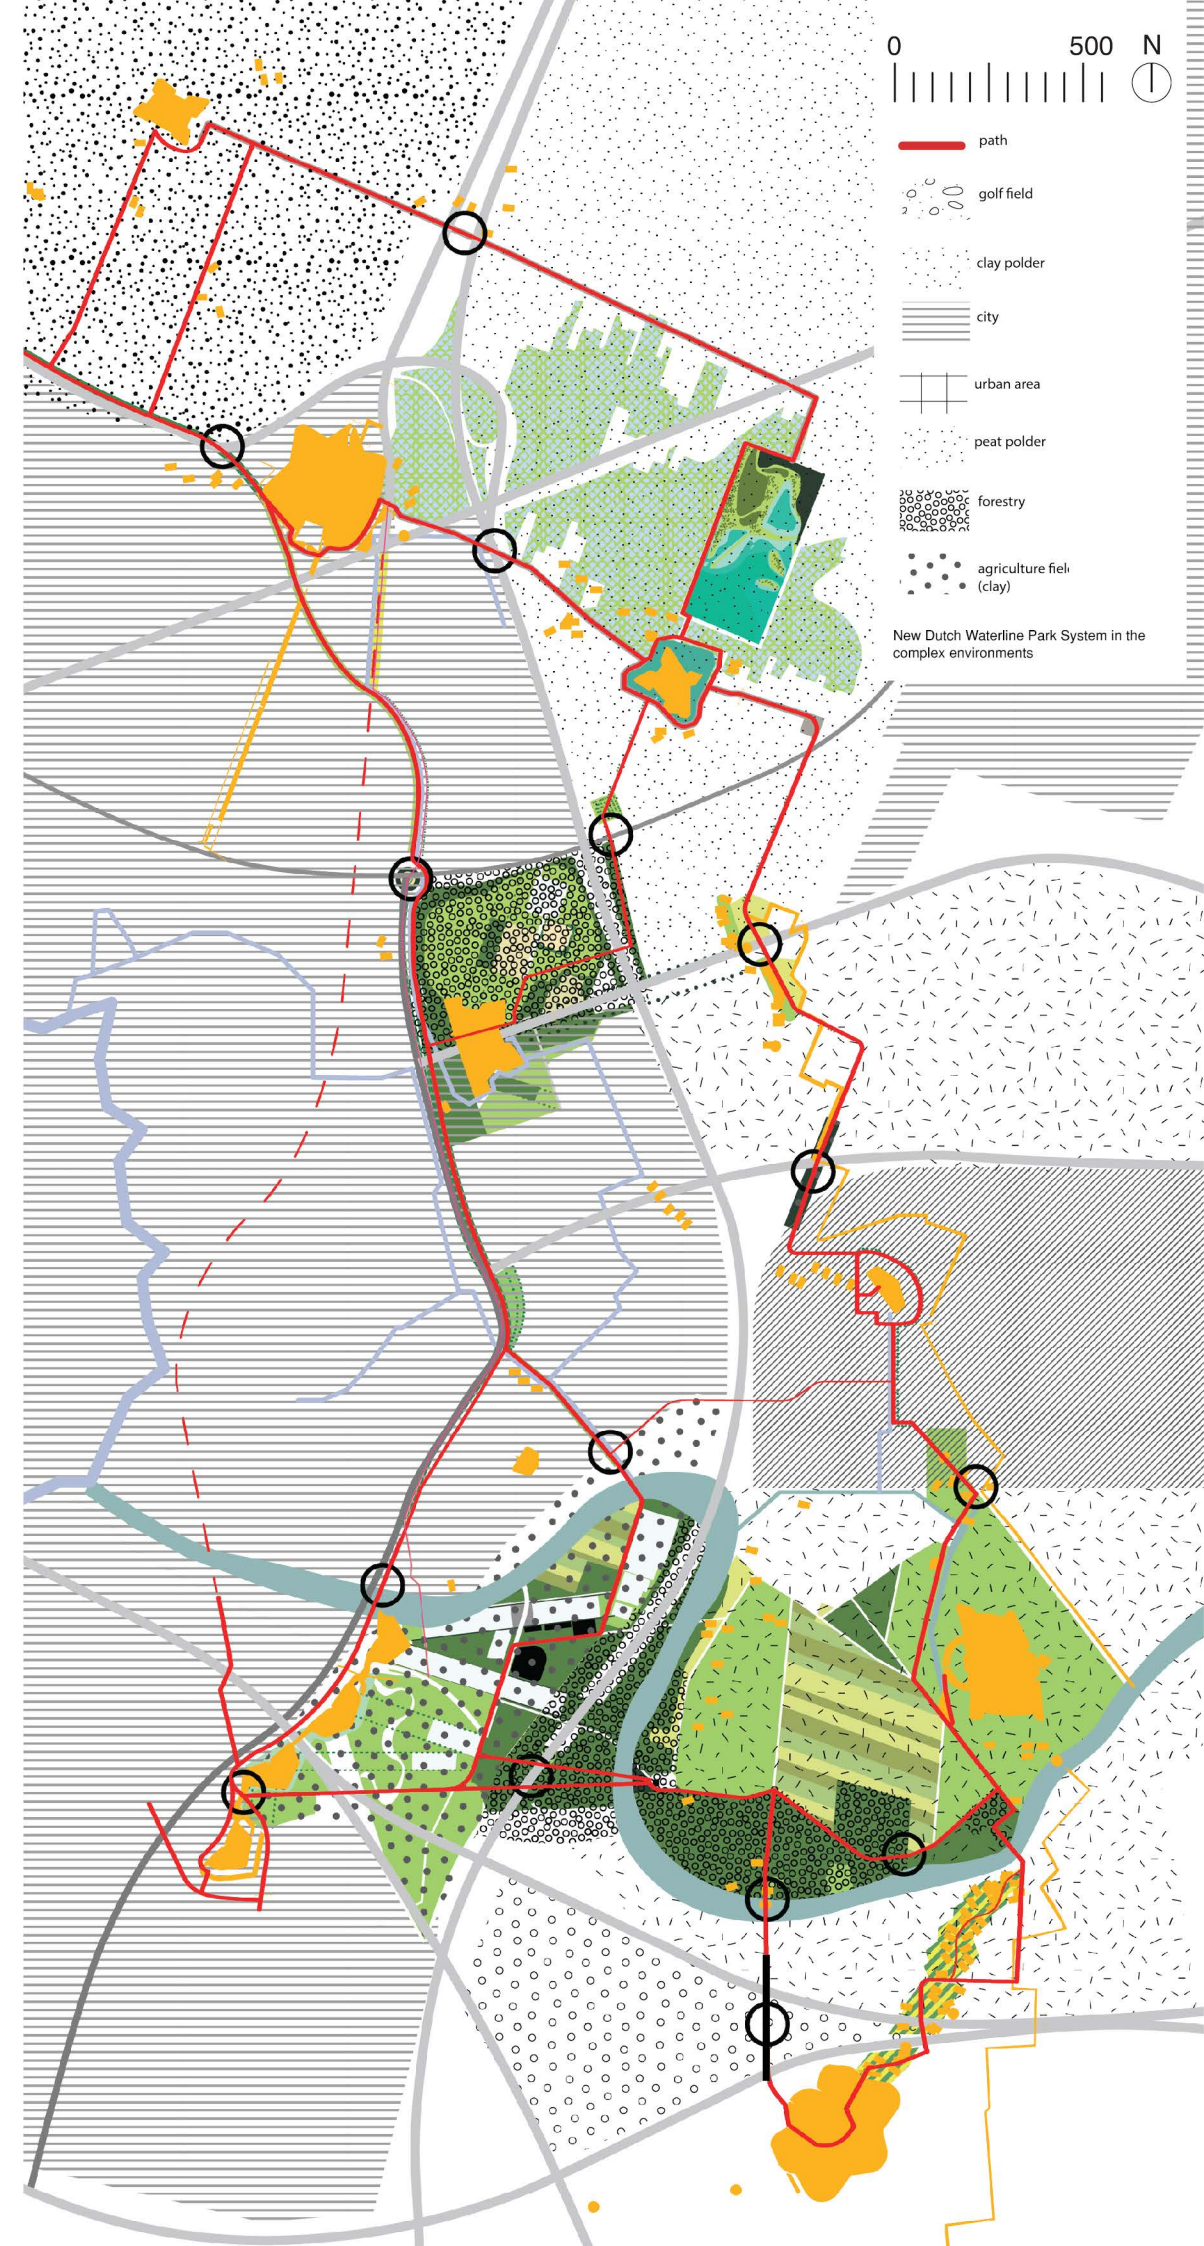 0 500 N
path
golf field
clay polder
city
urban area
peat polder
forestry
agriculture fiel
(clay)
New Dutch Waterline Park System in the
complex environments